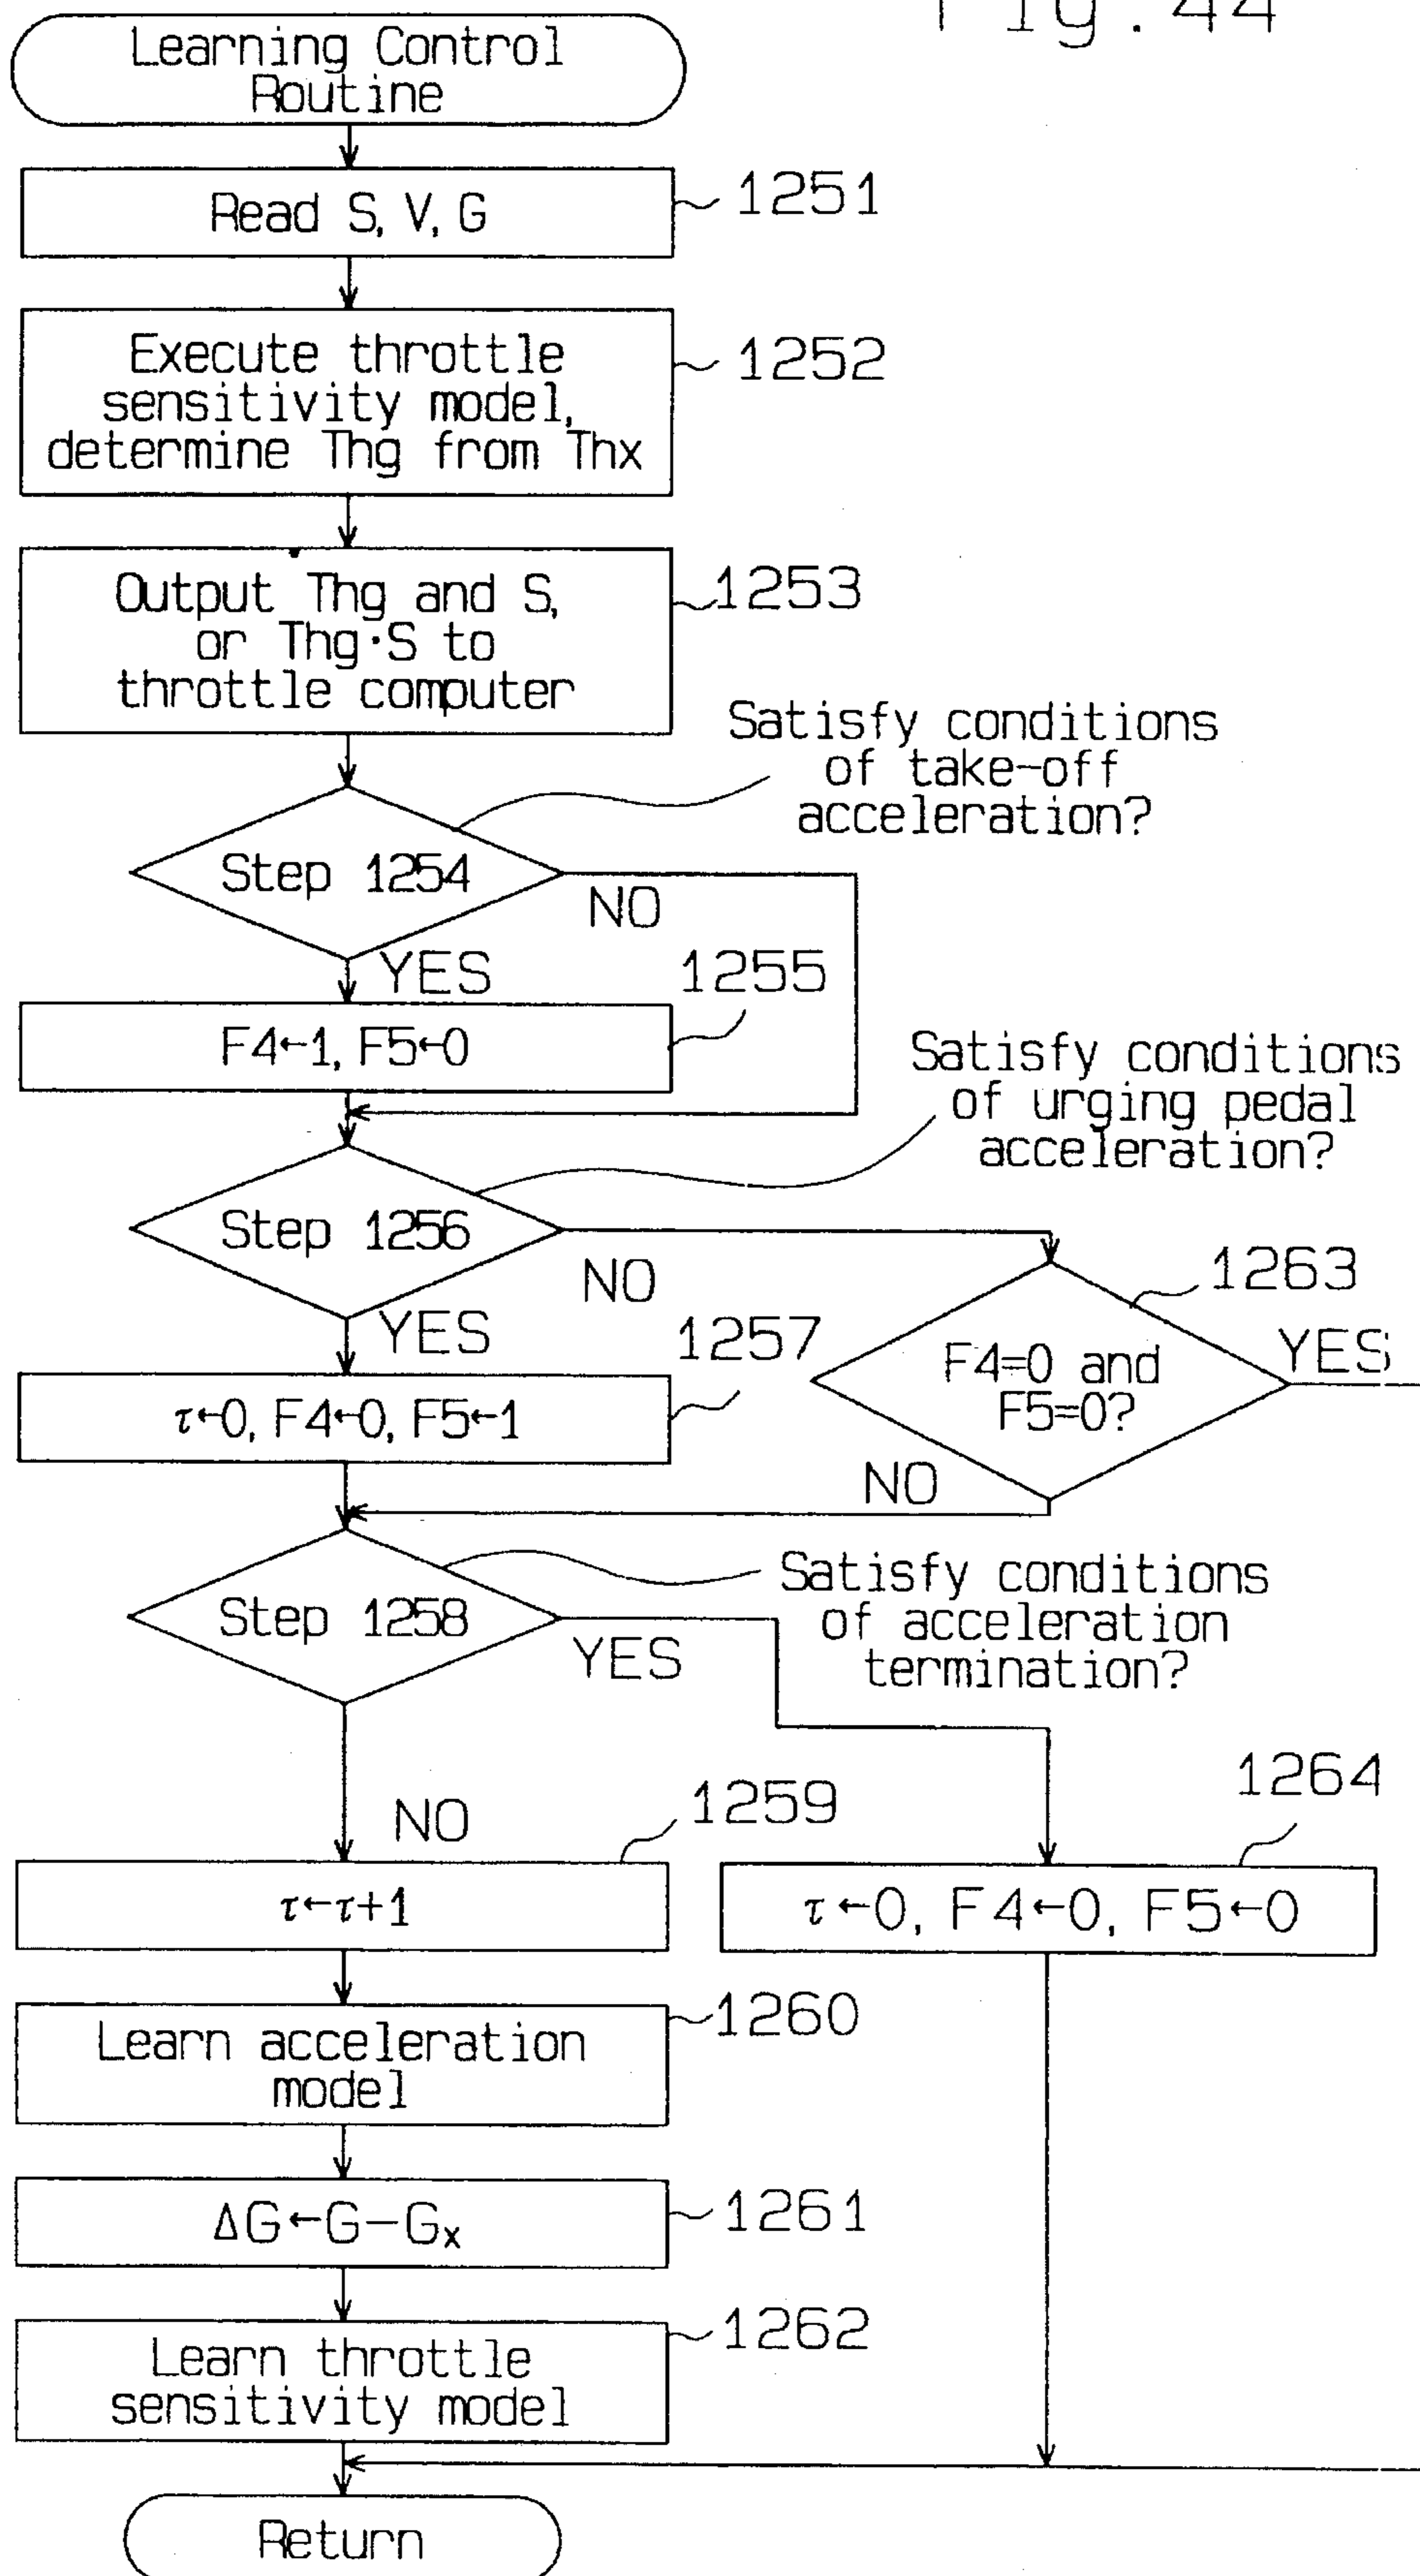 Fig.44
Learning Control
Routine
Read S, V, G
1251
Execute throttle
sensitivity model,
determine Thg from Thx
1252
Output Thg and S,
or Thg·S to
throttle computer
1253
Satisfy conditions
of take-off
acceleration?
Step 1254
NO
YES
1255
F4←1, F5←0
Satisfy conditions
of urging pedal
acceleration?
Step 1256
NO
YES
1263
F4=0 and
F5=0?
YES
NO
1257
τ←0, F4←0, F5←1
Satisfy conditions
of acceleration
termination?
Step 1258
YES
NO
1259
τ←τ+1
1264
τ←0, F4←0, F5←0
1260
Learn acceleration
model
ΔG←G-Gx
1261
1262
Learn throttle
sensitivity model
Return